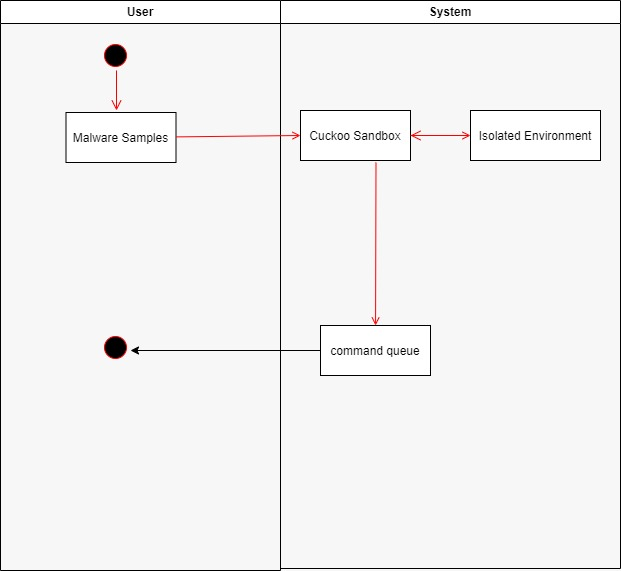 User
System
Malware Samples
Cuckoo Sandbox
Isolated Environment
command queue